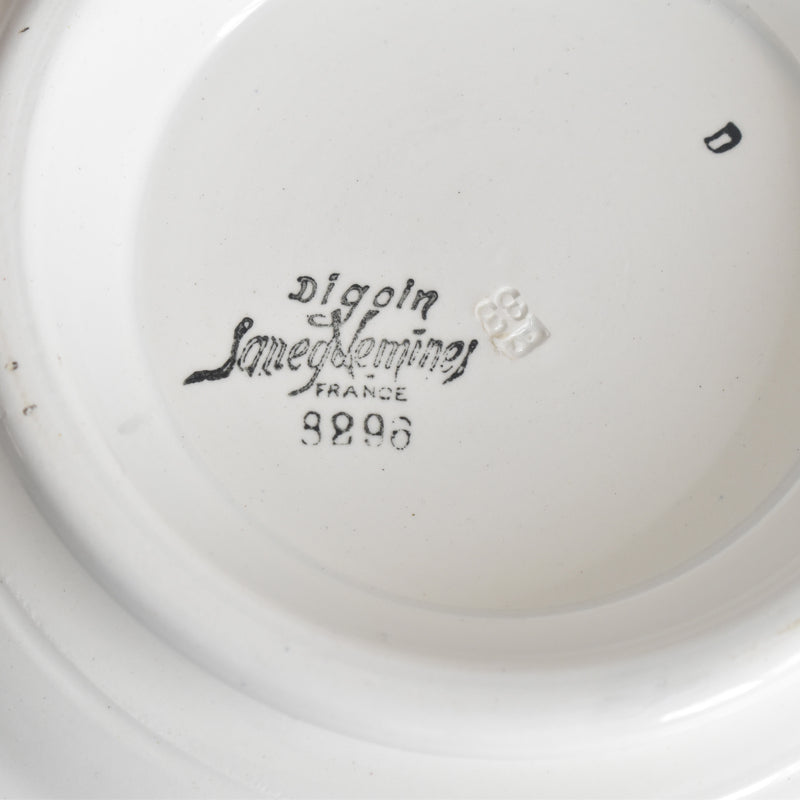 D
Digoin
Sarreguemines
FRANCE
8296